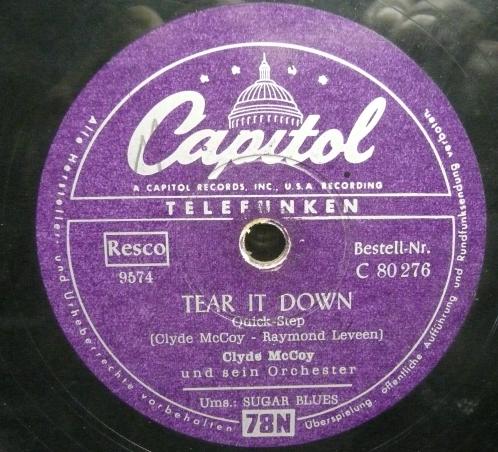 Capitol
A CAPITOL RECORDS, INC., U.S.A RECORDING
TELEFUNKEN
Resco
9574
Bestell-Nr.
C 80 276
TEAR IT DOWN
Quick-Step
(Clyde McCoy - Raymond Leveen)
Clyde McCoy
und sein Orchester
Ums.: SUGAR BLUES
78N
Alle Hersteller- und Urheberrechte vorbehalten
Überspielung, öffentliche Aufführung und Rundfunksendung verboten.